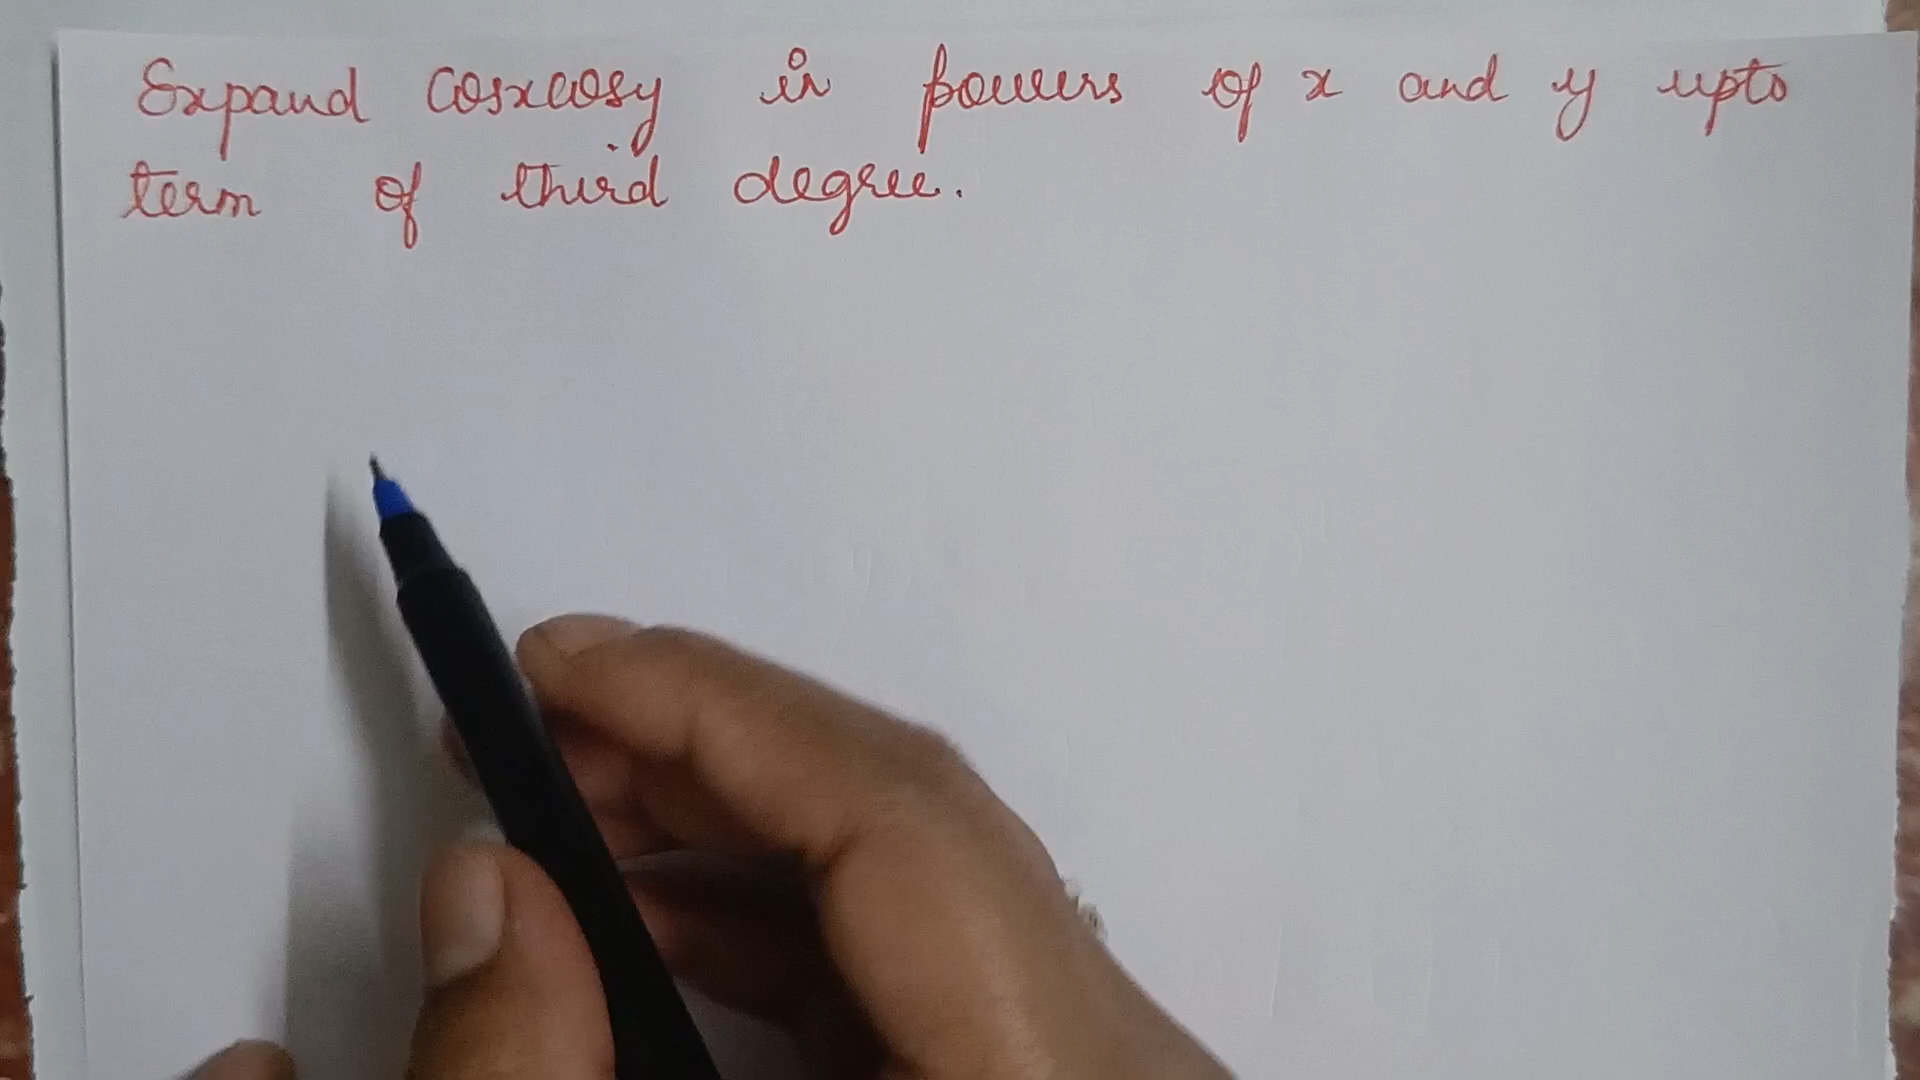 Expand cosxcosy in powers of x and y upto
term of third degree.